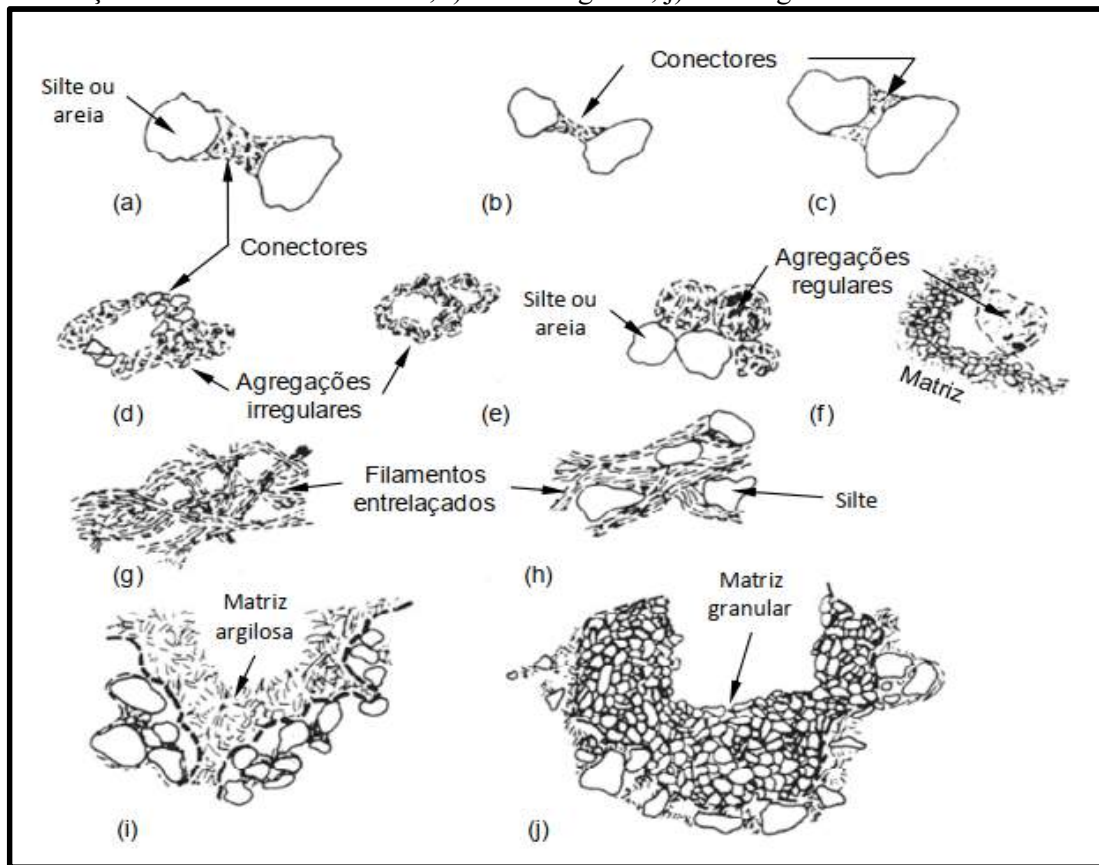 Conectores
Silte ou
areia
(a)
(b)
(c)
Conectores
Agregações
regulares
Silte ou
areia
Agregações
irregulares
Matriz
(d)
(e)
(f)
Filamentos
entrelaçados
Silte
(g)
(h)
Matriz
argilosa
Matriz
granular
(i)
(j)